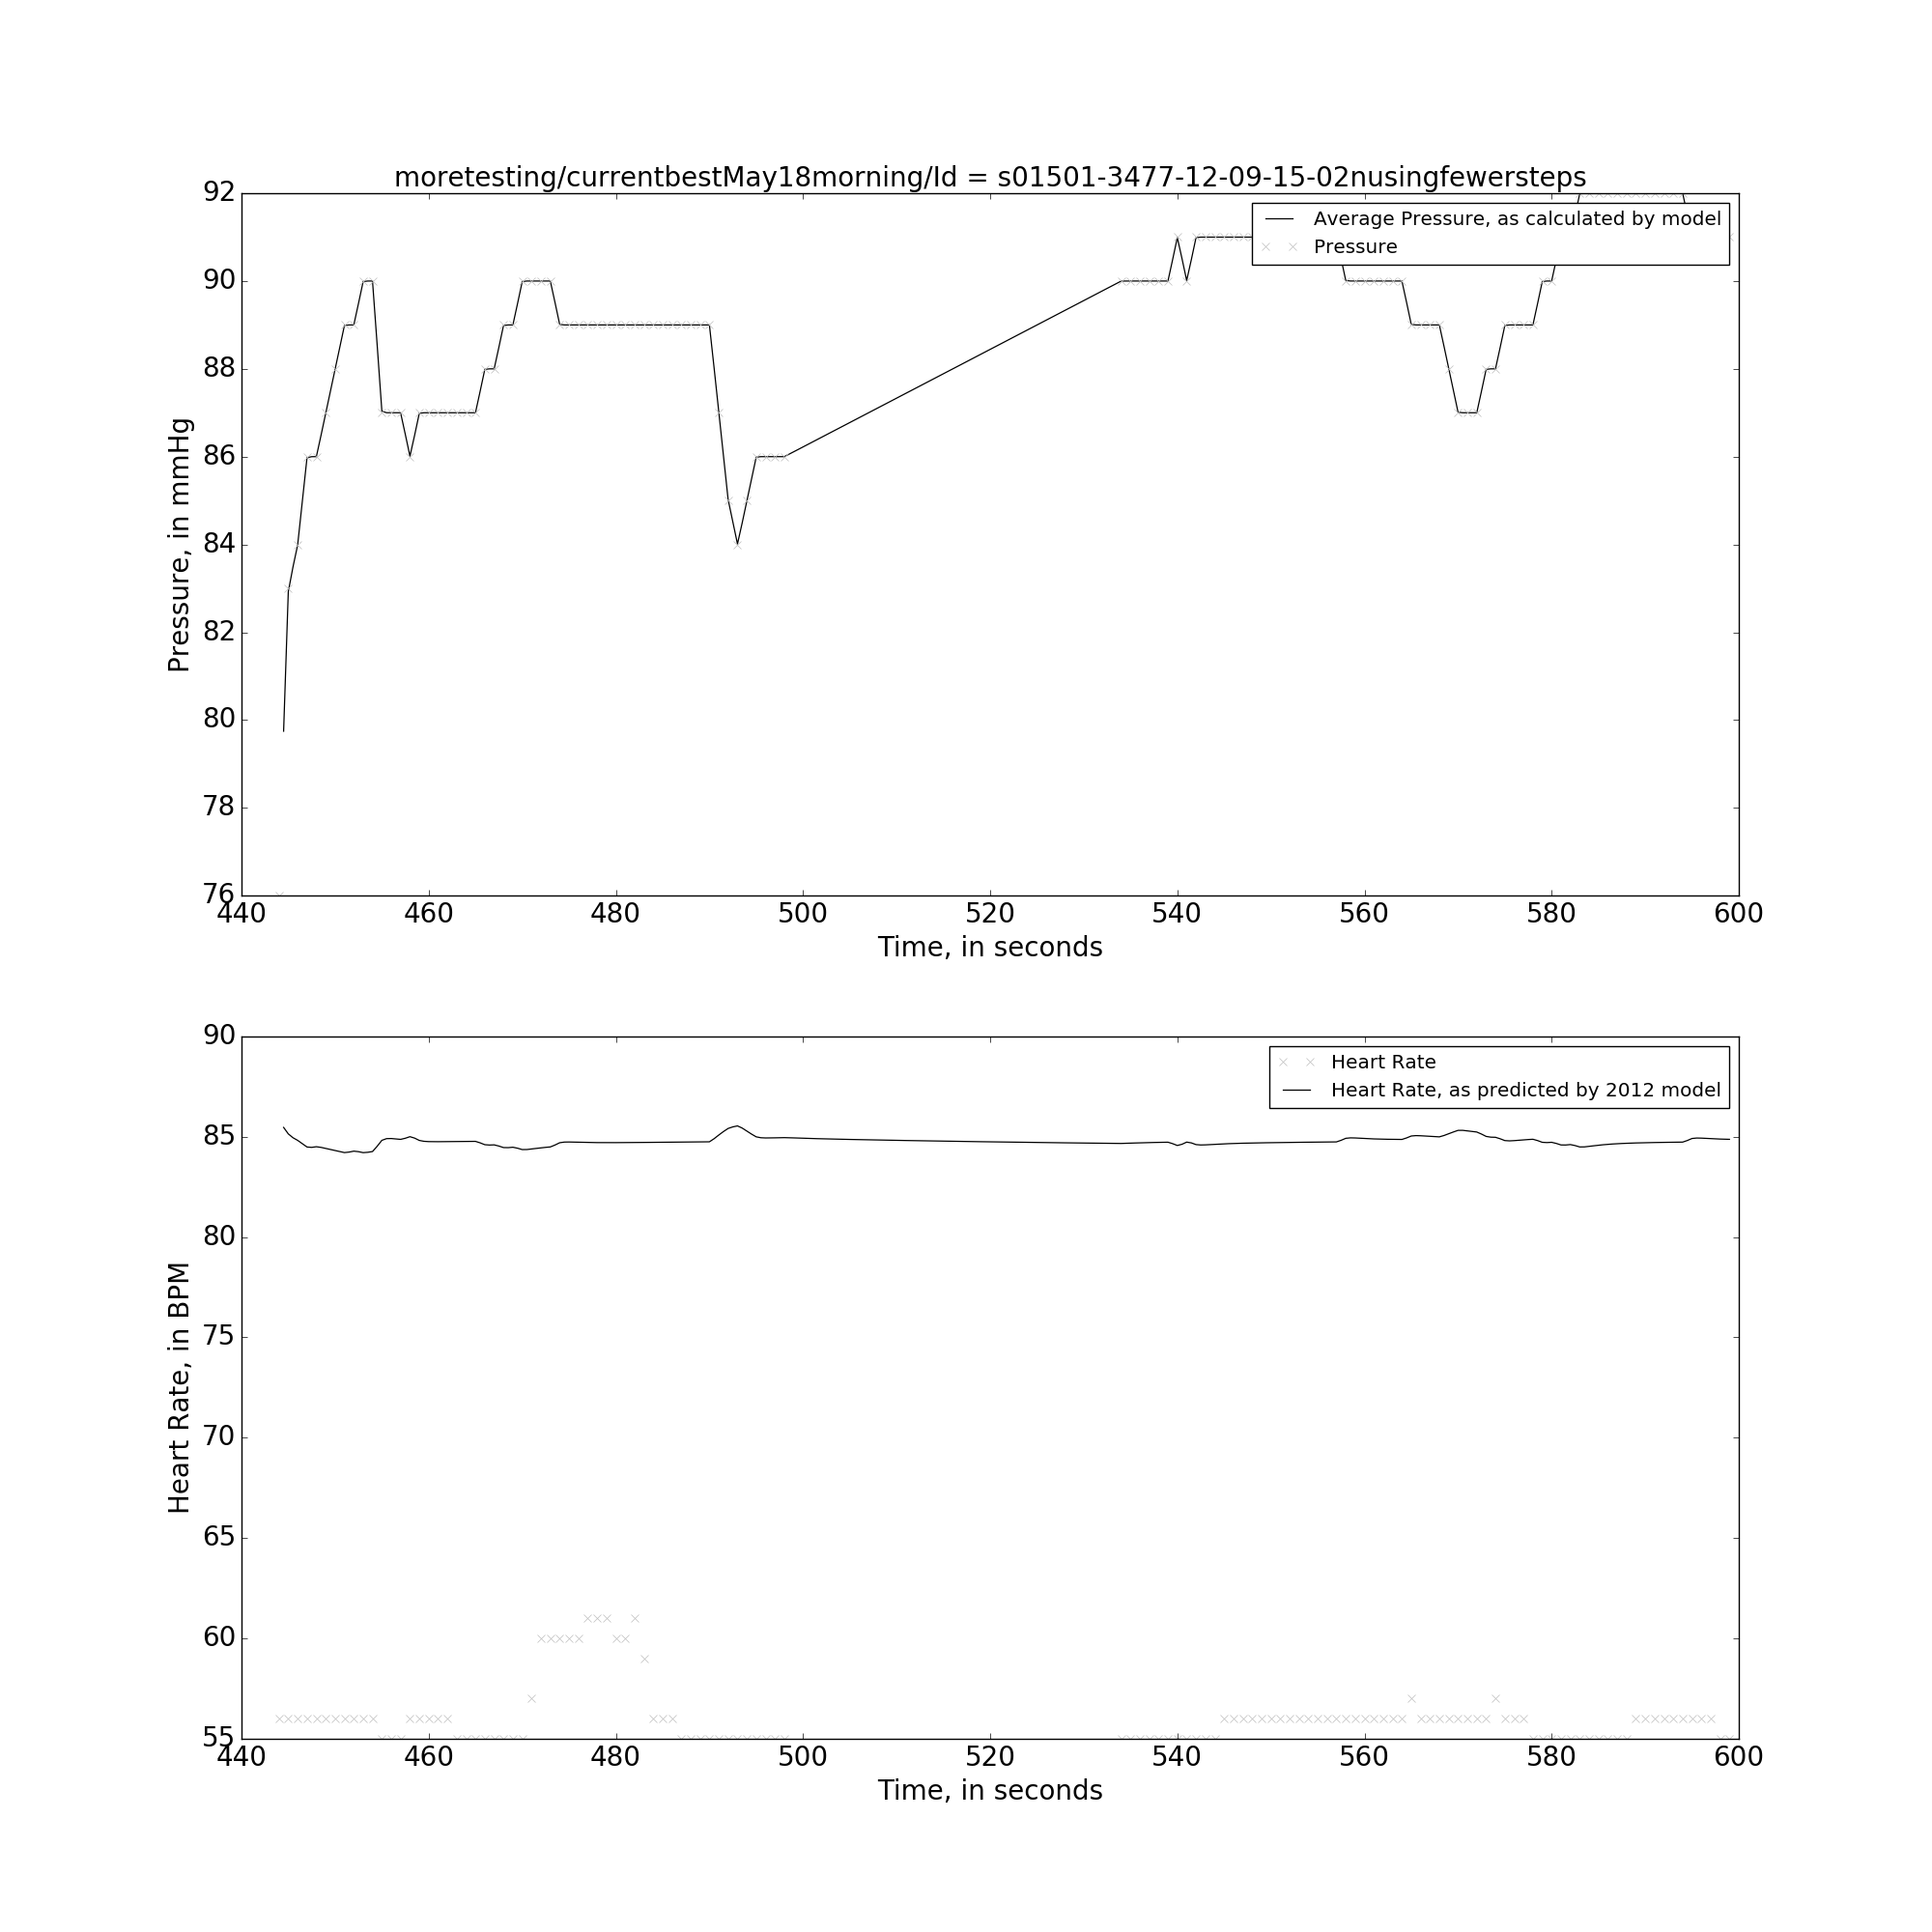 moretesting/currentbestMay18morning/Id = s01501-3477-12-09-15-02nusingfewersteps
92
90
88
86
84
82
80
78
76
Pressure, in mmHg
Average Pressure, as calculated by model
Pressure
440 460 480 500 520 540 560 580 600
Time, in seconds
90
85
80
75
70
65
60
55
Heart Rate, in BPM
Heart Rate
Heart Rate, as predicted by 2012 model
440 460 480 500 520 540 560 580 600
Time, in seconds